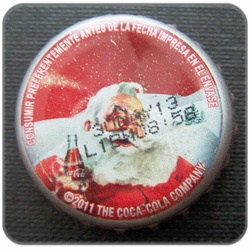 CONSUMIR PREFERENTEMENTE ANTES DE LA FECHA IMPRESA EN EL ENVASE
©2011 THE COCA-COLA COMPANY